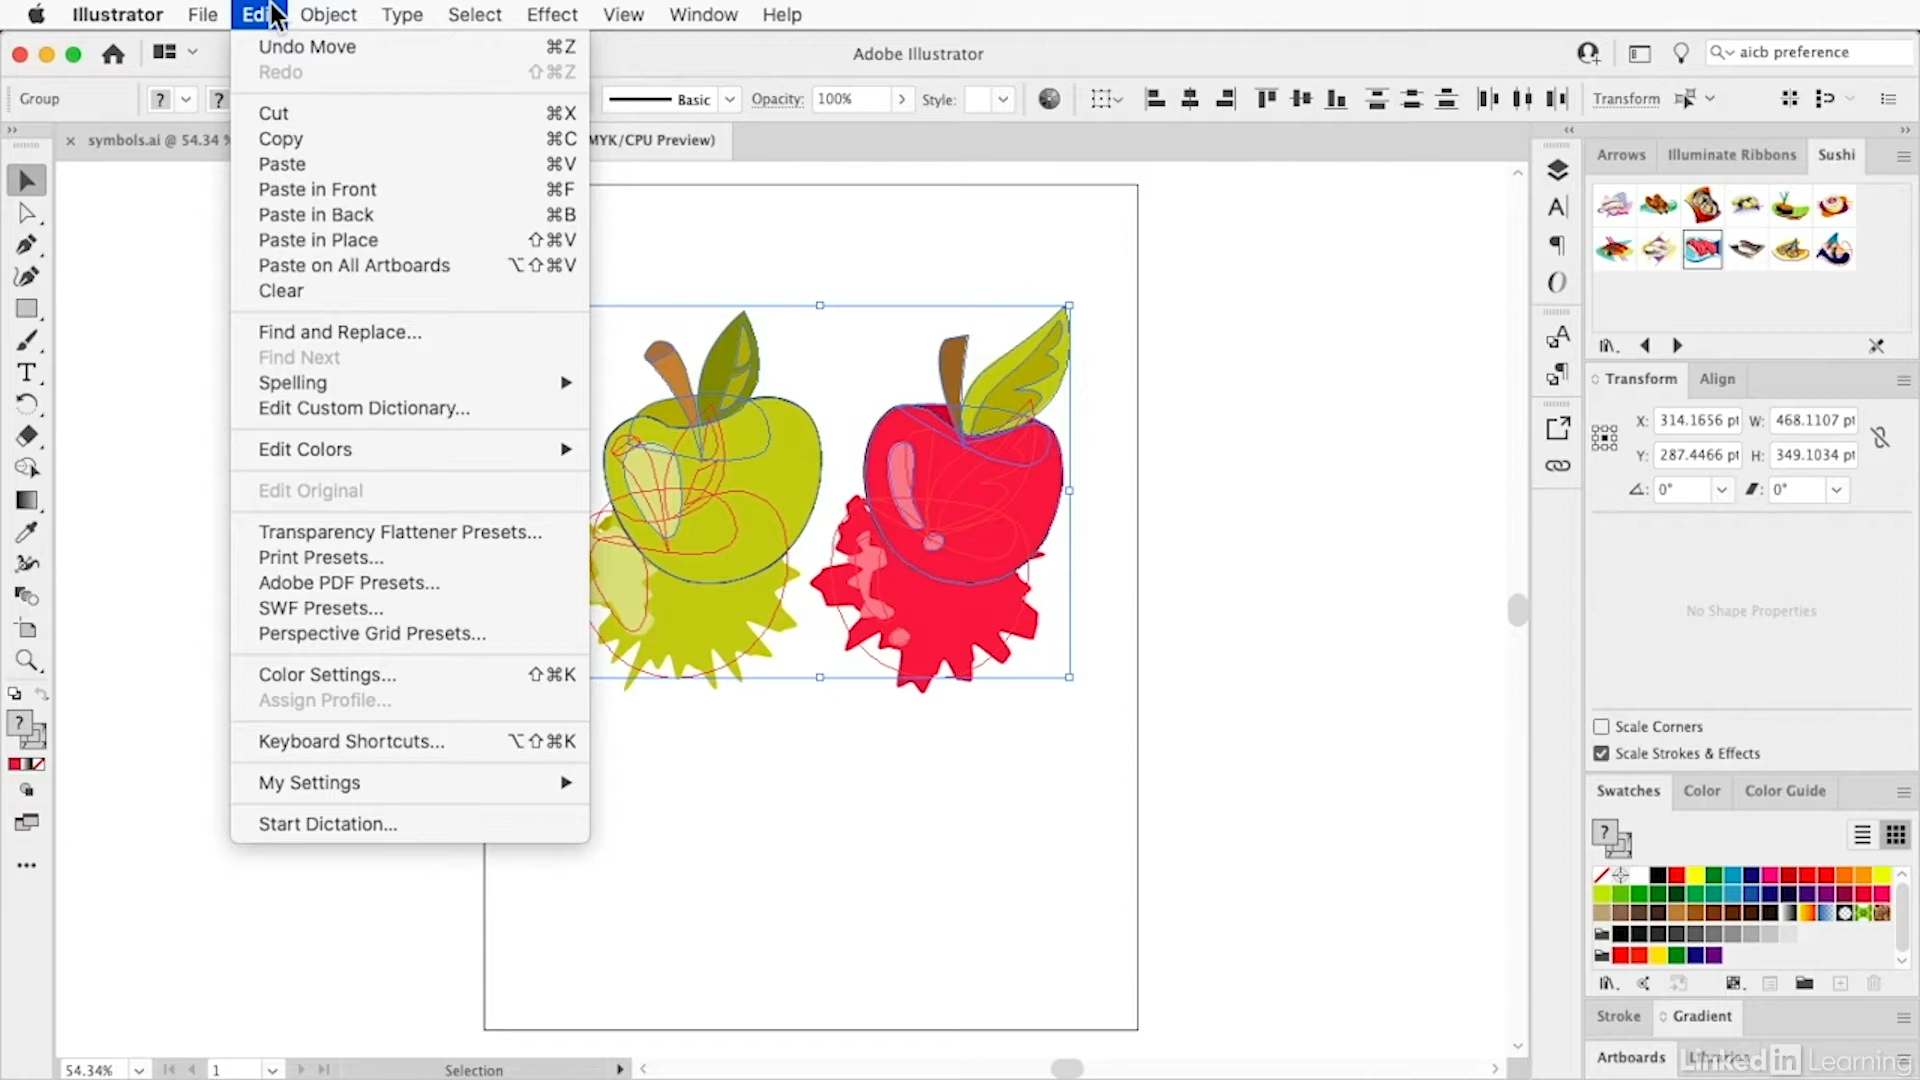 Illustrator File Edit Object Type Select Effect View Window Help
Adobe Illustrator
aicb preference
Group
?
?
Basic
Opacity: 100%
Style:
Transform
symbols.ai @ 54.34 %
MYK/CPU Preview)
Undo Move ⌘Z
Redo ⇧⌘Z
Cut ⌘X
Copy ⌘C
Paste ⌘V
Paste in Front ⌘F
Paste in Back ⌘B
Paste in Place ⇧⌘V
Paste on All Artboards ⌥⇧⌘V
Clear
Find and Replace...
Find Next
Spelling
Edit Custom Dictionary...
Edit Colors
Edit Original
Transparency Flattener Presets...
Print Presets...
Adobe PDF Presets...
SWF Presets...
Perspective Grid Presets...
Color Settings... ⇧⌘K
Assign Profile...
Keyboard Shortcuts... ⌥⇧⌘K
My Settings
Start Dictation...
Arrows Illuminate Ribbons Sushi
Transform Align
X: 314.1656 pt W: 468.1107 pt
Y: 287.4466 pt H: 349.1034 pt
0° 0°
No Shape Properties
Scale Corners
Scale Strokes & Effects
Swatches Color Color Guide
?
?
Stroke Gradient
Artboards Libraries
LinkedIn Learning
54.34% 1 Selection